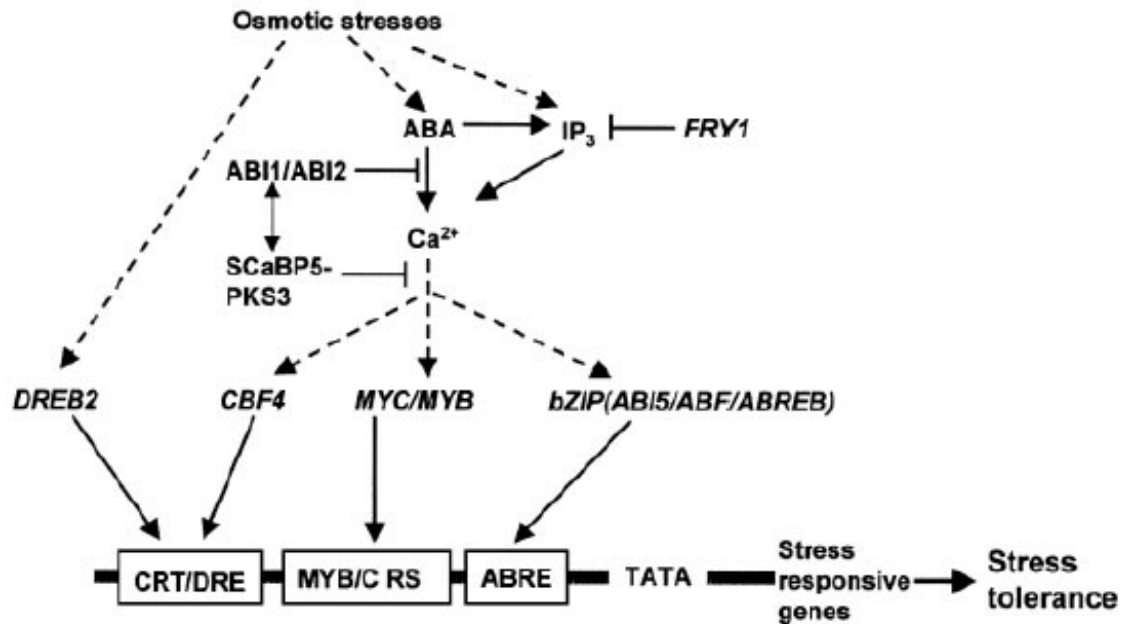 Osmotic stresses
ABA
IP3
FRY1
ABI1/ABI2
Ca2+
SCaBP5-
PKS3
DREB2
CBF4
MYC/MYB
bZIP(ABI5/ABF/ABREB)
CRT/DRE
MYB/C RS
ABRE
TATA
Stress
responsive
genes
Stress
tolerance